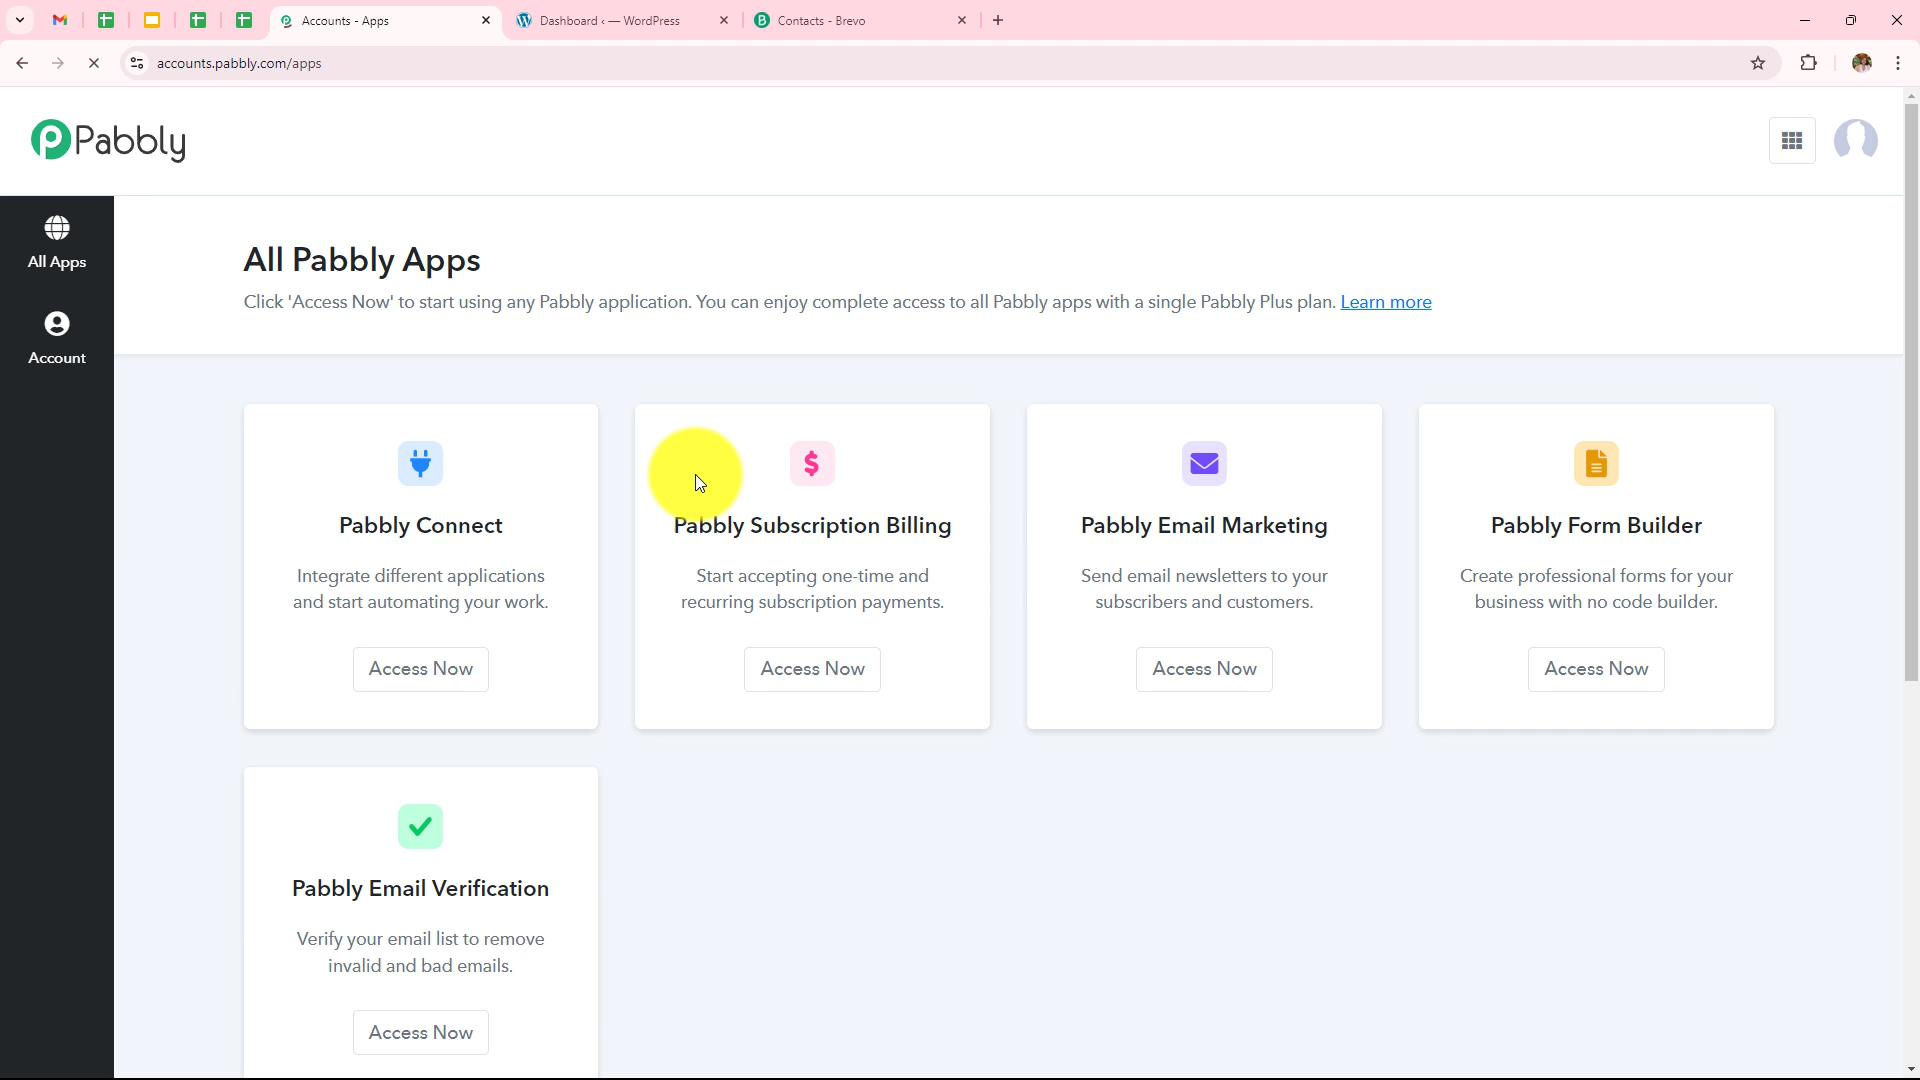 Accounts - Apps
Dashboard ‹ — WordPress
Contacts - Brevo
accounts.pabbly.com/apps
Pabbly
All Apps
Account
All Pabbly Apps
Click 'Access Now' to start using any Pabbly application. You can enjoy complete access to all Pabbly apps with a single Pabbly Plus plan. Learn more
Pabbly Connect
Integrate different applications
and start automating your work.
Access Now
Pabbly Subscription Billing
Start accepting one-time and
recurring subscription payments.
Access Now
Pabbly Email Marketing
Send email newsletters to your
subscribers and customers.
Access Now
Pabbly Form Builder
Create professional forms for your
business with no code builder.
Access Now
Pabbly Email Verification
Verify your email list to remove
invalid and bad emails.
Access Now